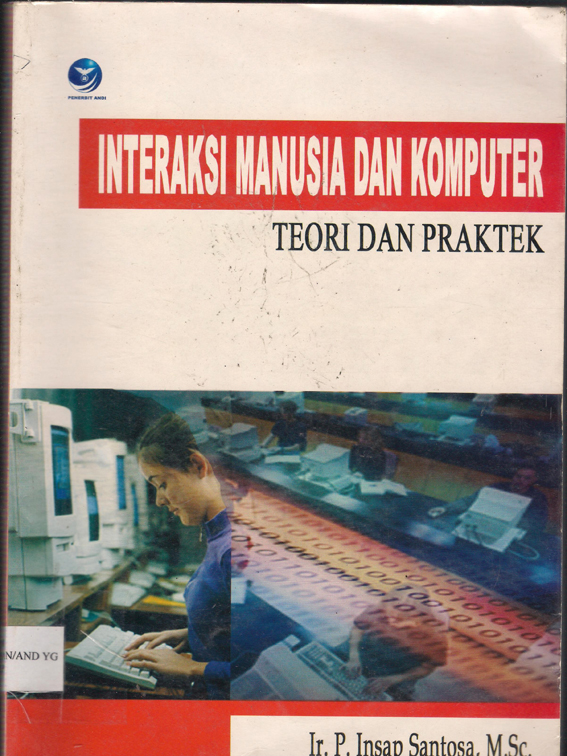 PENERBIT ANDI
INTERAKSI MANUSIA DAN KOMPUTER
TEORI DAN PRAKTEK
N/AND YG
Ir. P. Insap Santosa, M.Sc.